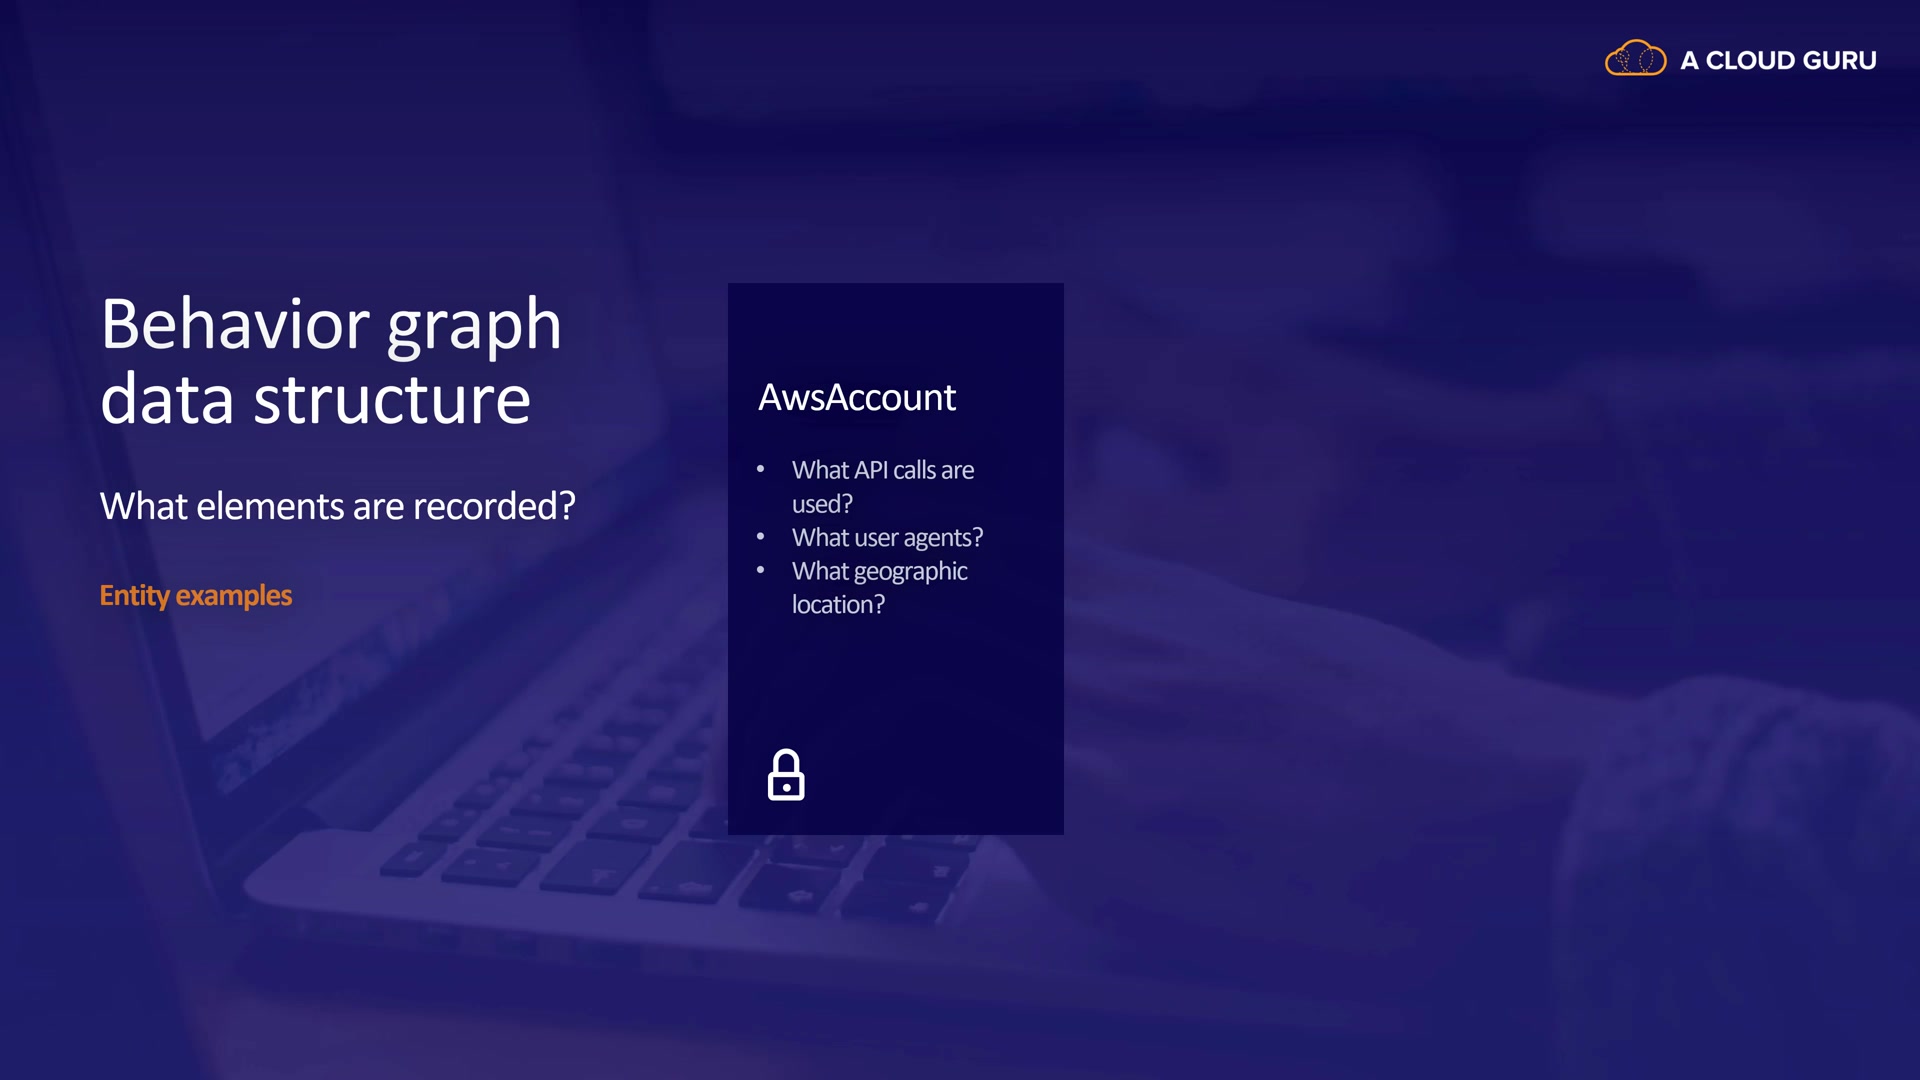 A CLOUD GURU
Behavior graph
data structure
What elements are recorded?
Entity examples
AwsAccount
• What API calls are
used?
• What user agents?
• What geographic
location?